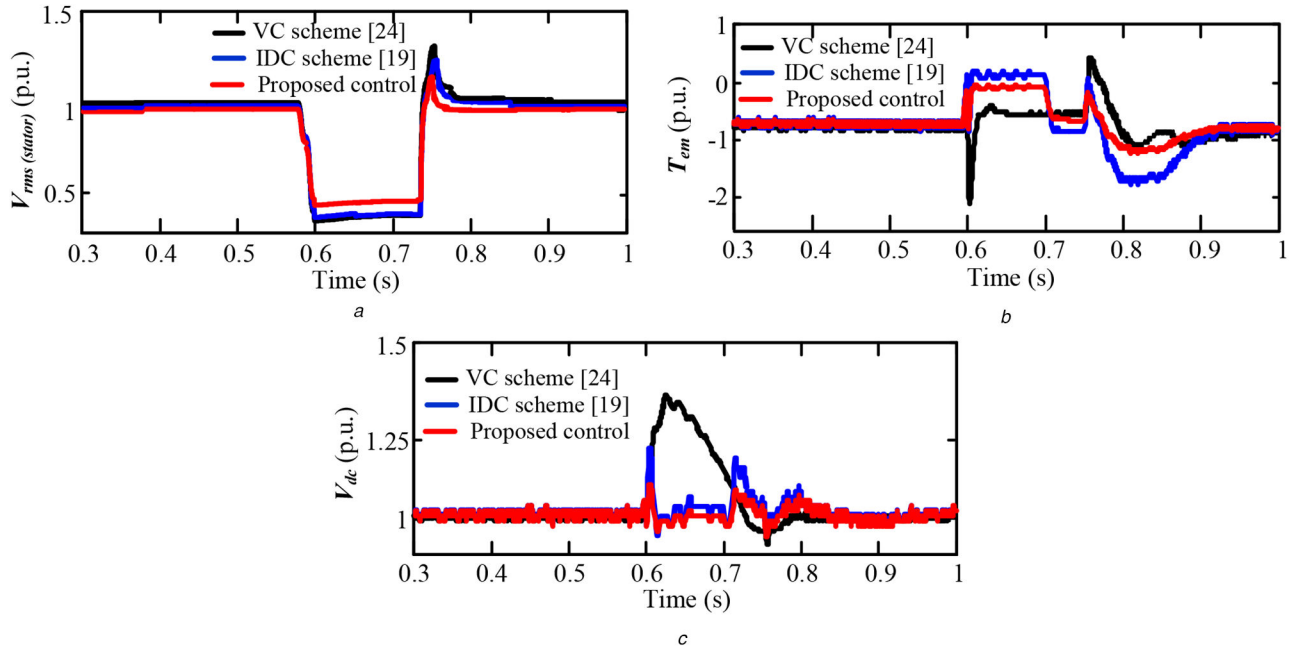 1.5
1
0.5
V_rms (stator) (p.u.)
VC scheme [24]
IDC scheme [19]
Proposed control
0.3 0.4 0.5 0.6 0.7 0.8 0.9 1
Time (s)
a
1
0
-1
-2
T_em (p.u.)
VC scheme [24]
IDC scheme [19]
Proposed control
0.3 0.4 0.5 0.6 0.7 0.8 0.9 1
Time (s)
b
1.5
1.25
1
V_dc (p.u.)
VC scheme [24]
IDC scheme [19]
Proposed control
0.3 0.4 0.5 0.6 0.7 0.8 0.9 1
Time (s)
c